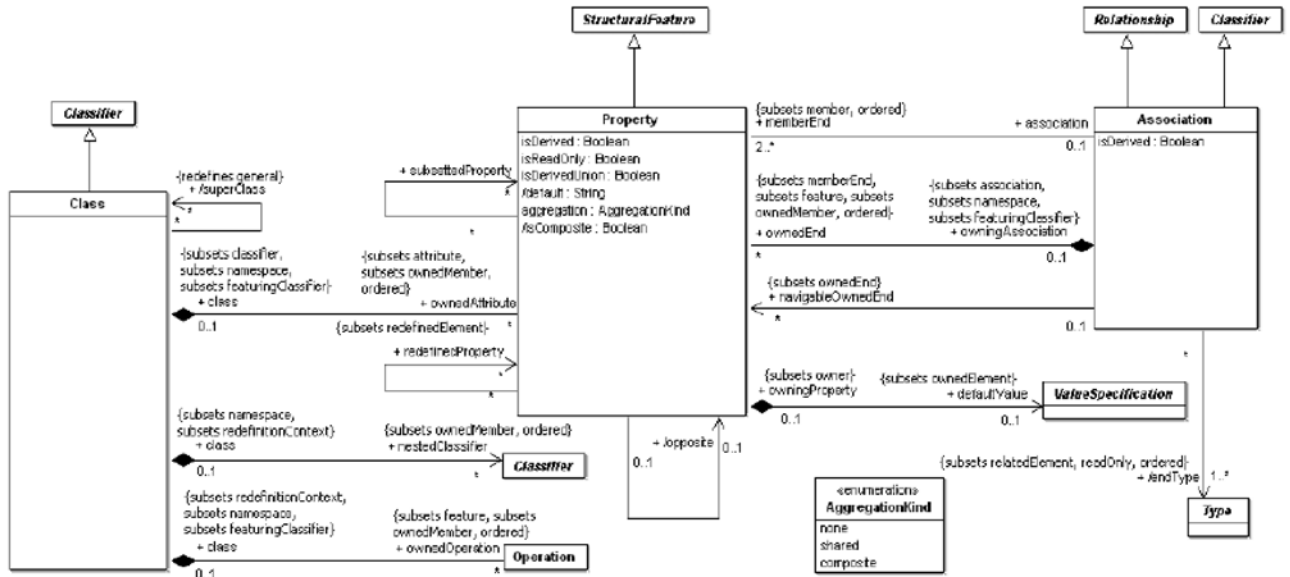 StructuralFeature
Relationship
Classifier
Classifier
Property
isDerived : Boolean
isReadOnly : Boolean
isDerivedUnion : Boolean
/default : String
aggregation : AggregationKind
/isComposite : Boolean
{subsets member, ordered}
+ memberEnd
2..*
+ association
0..1
Association
isDerived : Boolean
{redefines general}
+ /superClass
*
*
Class
+ subsettedProperty
*
*
{subsets classifier,
subsets namespace,
subsets featuringClassifier}
+ class
0..1
{subsets attribute,
subsets ownedMember,
ordered}
+ ownedAttribute
*
{subsets memberEnd,
subsets feature, subsets
ownedMember, ordered}
+ ownedEnd
*
{subsets association,
subsets namespace,
subsets featuringClassifier}
+ owningAssociation
0..1
{subsets ownedEnd}
+ navigableOwnedEnd
*
0..1
{subsets redefinedElement}
+ redefinedProperty
*
*
{subsets owner}
+ owningProperty
0..1
{subsets ownedElement}
+ defaultValue
0..1
ValueSpecification
*
{subsets namespace,
subsets redefinitionContext}
+ class
0..1
{subsets ownedMember, ordered}
+ nestedClassifier
*
Classifier
+ /opposite
0..1
0..1
{subsets relatedElement, readOnly, ordered}
+ /endType
1..*
Type
{subsets redefinitionContext,
subsets namespace,
subsets featuringClassifier}
+ class
0..1
{subsets feature, subsets
ownedMember, ordered}
+ ownedOperation
*
Operation
«enumeration»
AggregationKind
none
shared
composite